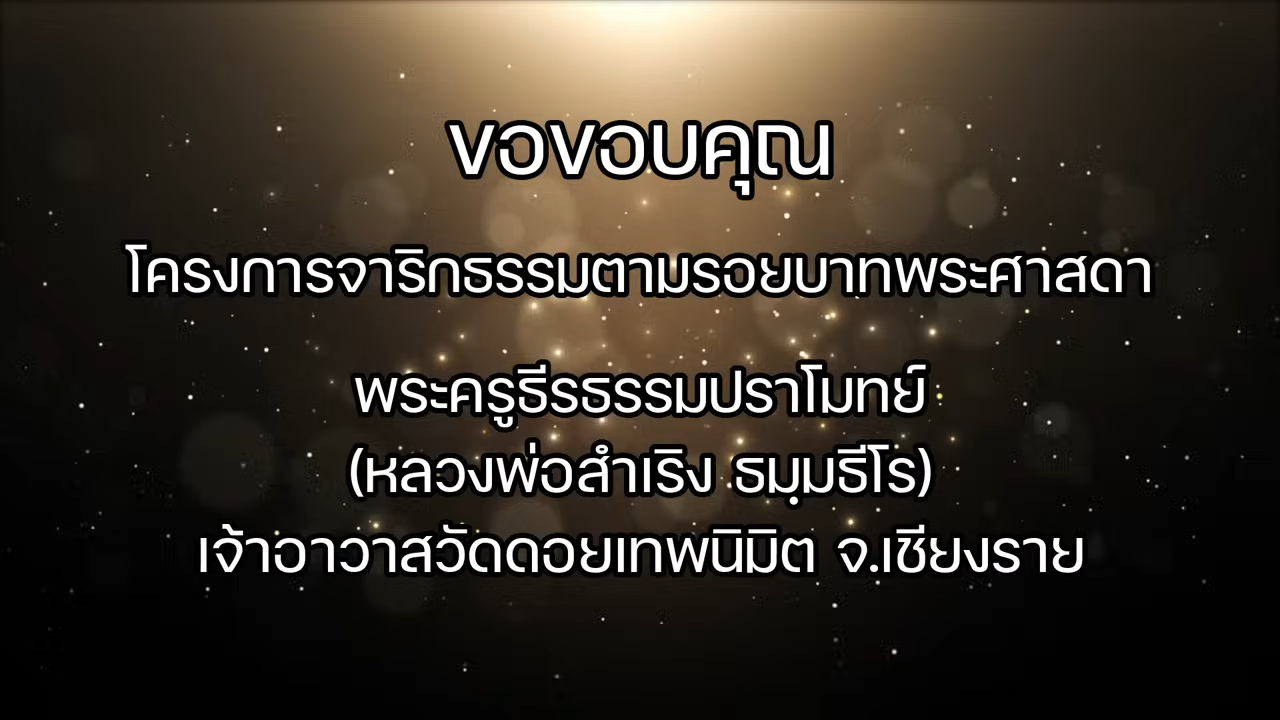 ขอขอบคุณ
โครงการจาริกธรรมตามรอยบาทพระศาสดา
พระครูธีรธรรมปราโมทย์
(หลวงพ่อสำเริง ธมฺมธีโร)
เจ้าอาวาสวัดดอยเทพนิมิต จ.เชียงราย